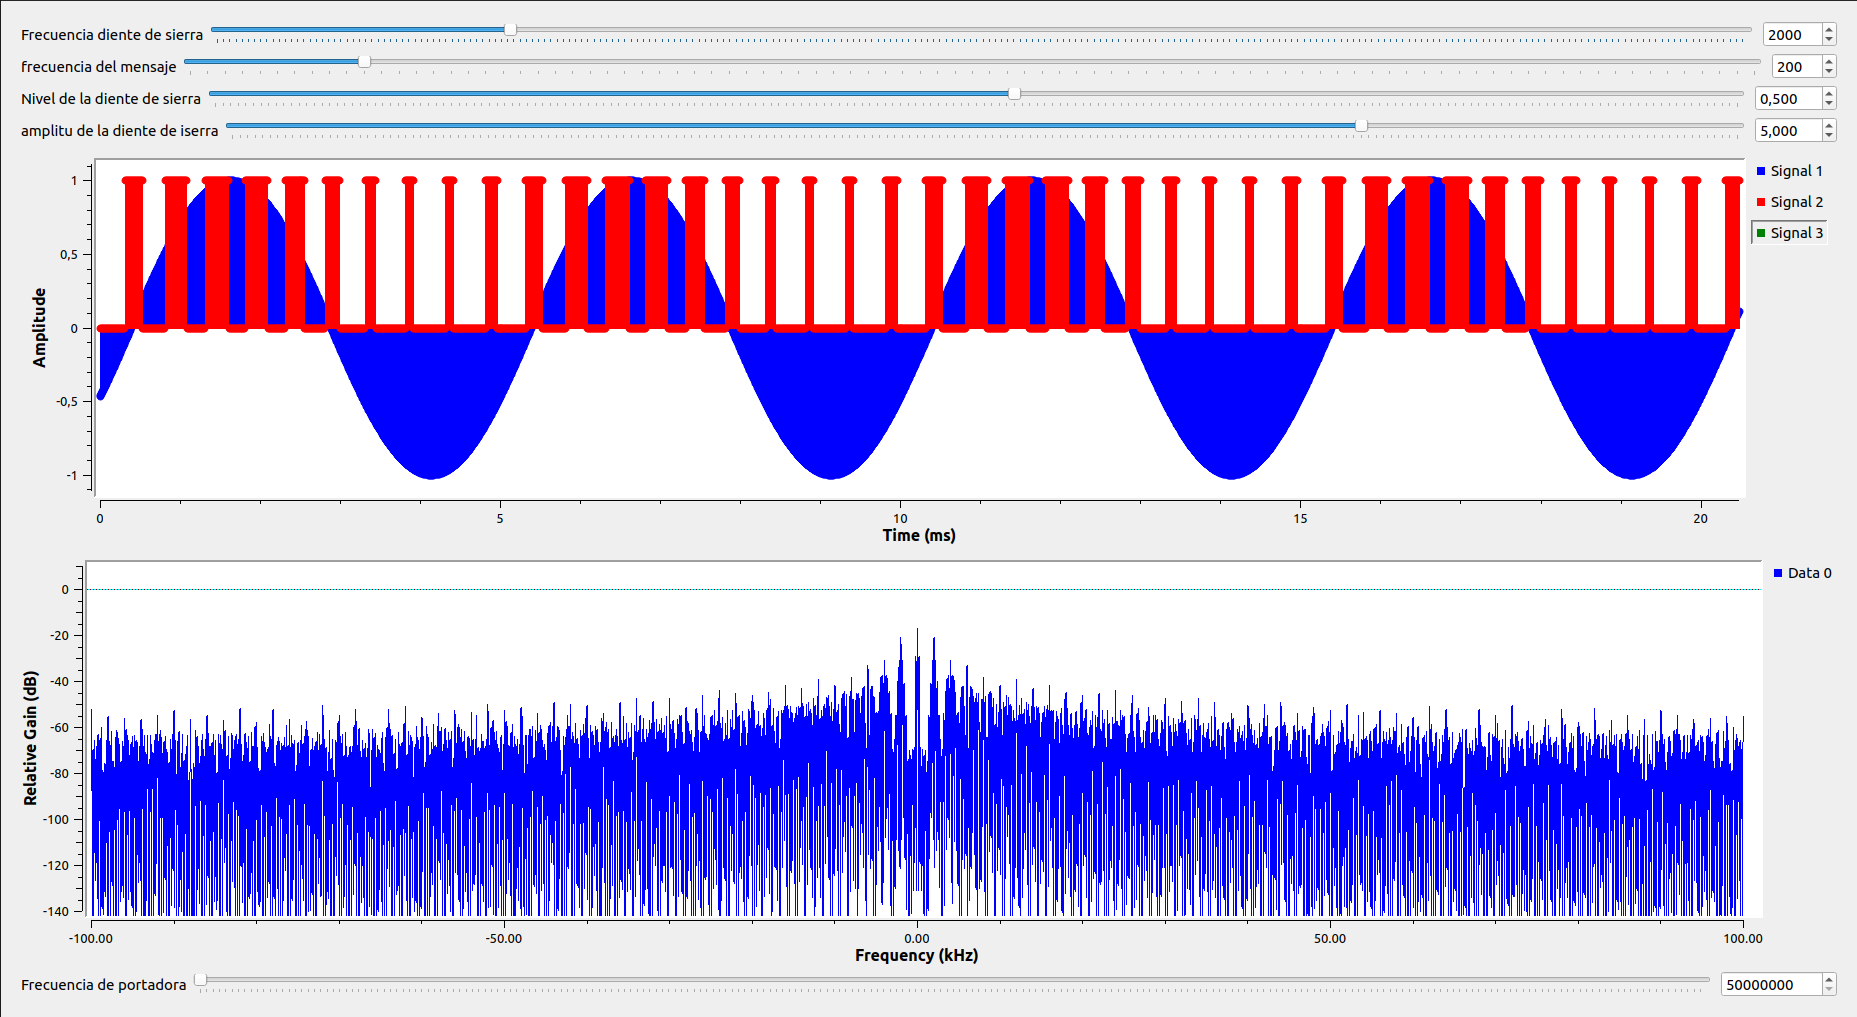 Frecuencia diente de sierra 2000
frecuencia del mensaje 200
Nivel de la diente de sierra 0,500
amplitu de la diente de iserra 5,000
Signal 1
Signal 2
Signal 3
Amplitude
1
0,5
0
-0,5
-1
0 5 10 15 20
Time (ms)
Data 0
Relative Gain (dB)
0
-20
-40
-60
-80
-100
-120
-140
-100.00 -50.00 0.00 50.00 100.00
Frequency (kHz)
Frecuencia de portadora 50000000